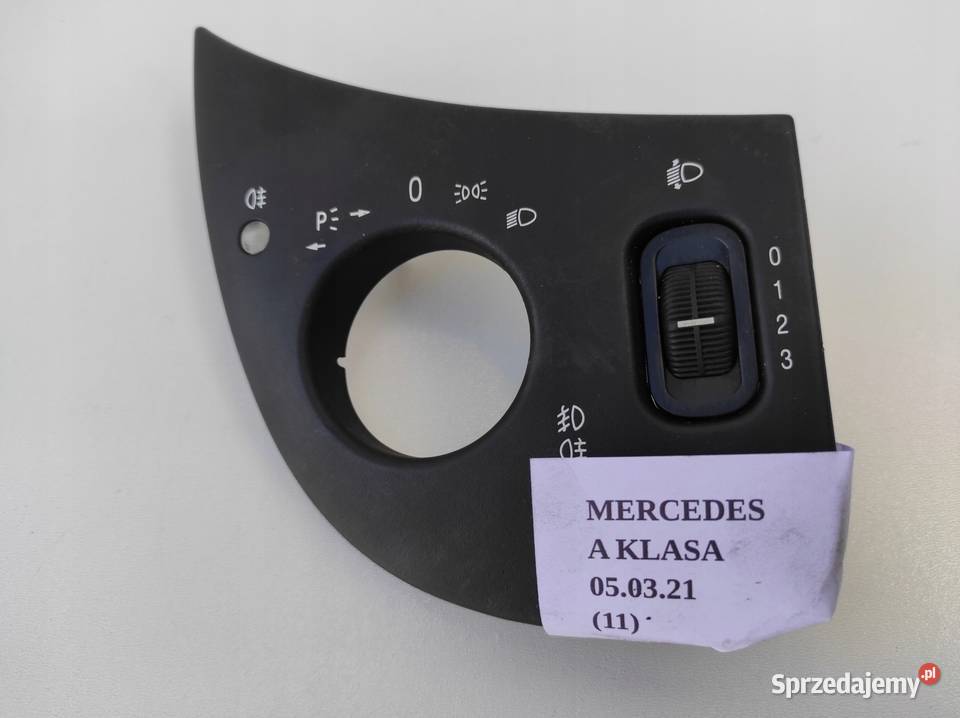 0
P
0
1
2
3
MERCEDES
A KLASA
05.03.21
(11)
Sprzedajemy.pl